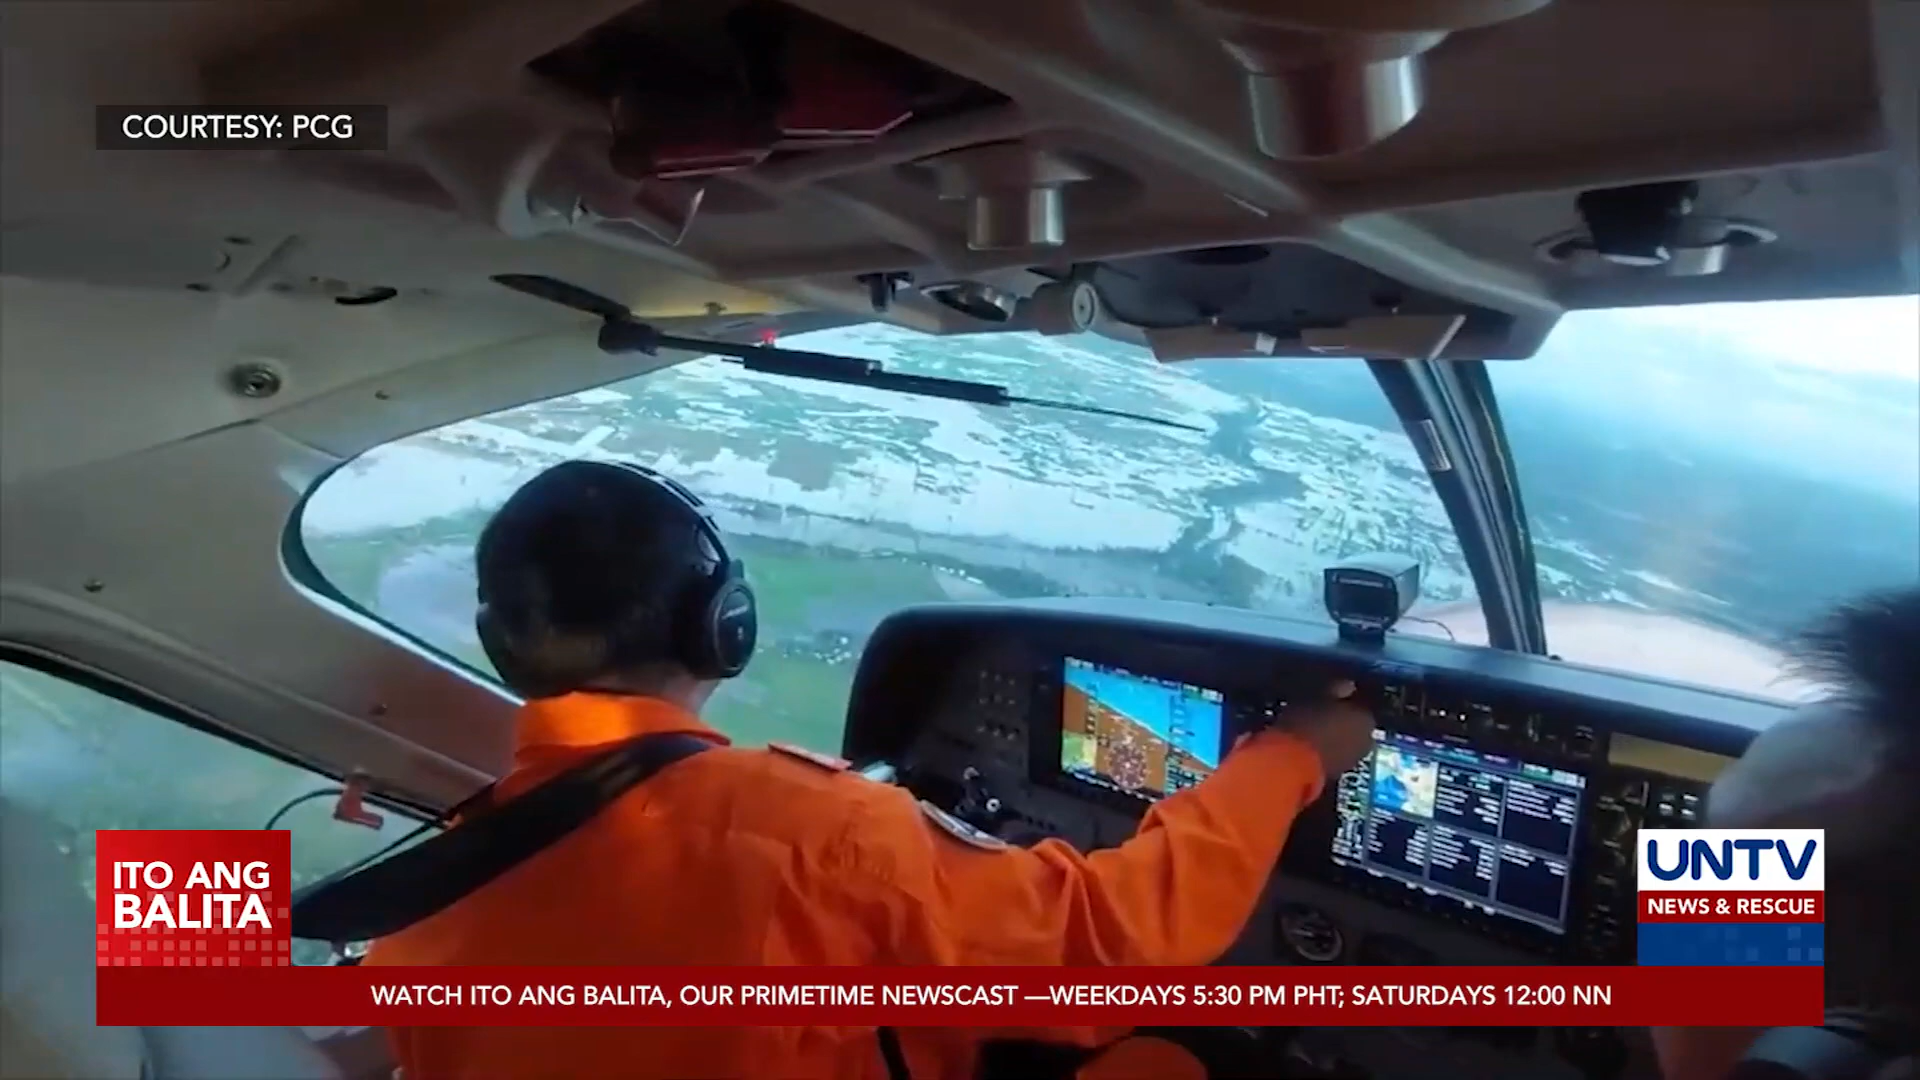 COURTESY: PCG
ITO ANG
BALITA
UNTV
NEWS & RESCUE
WATCH ITO ANG BALITA, OUR PRIMETIME NEWSCAST —WEEKDAYS 5:30 PM PHT; SATURDAYS 12:00 NN